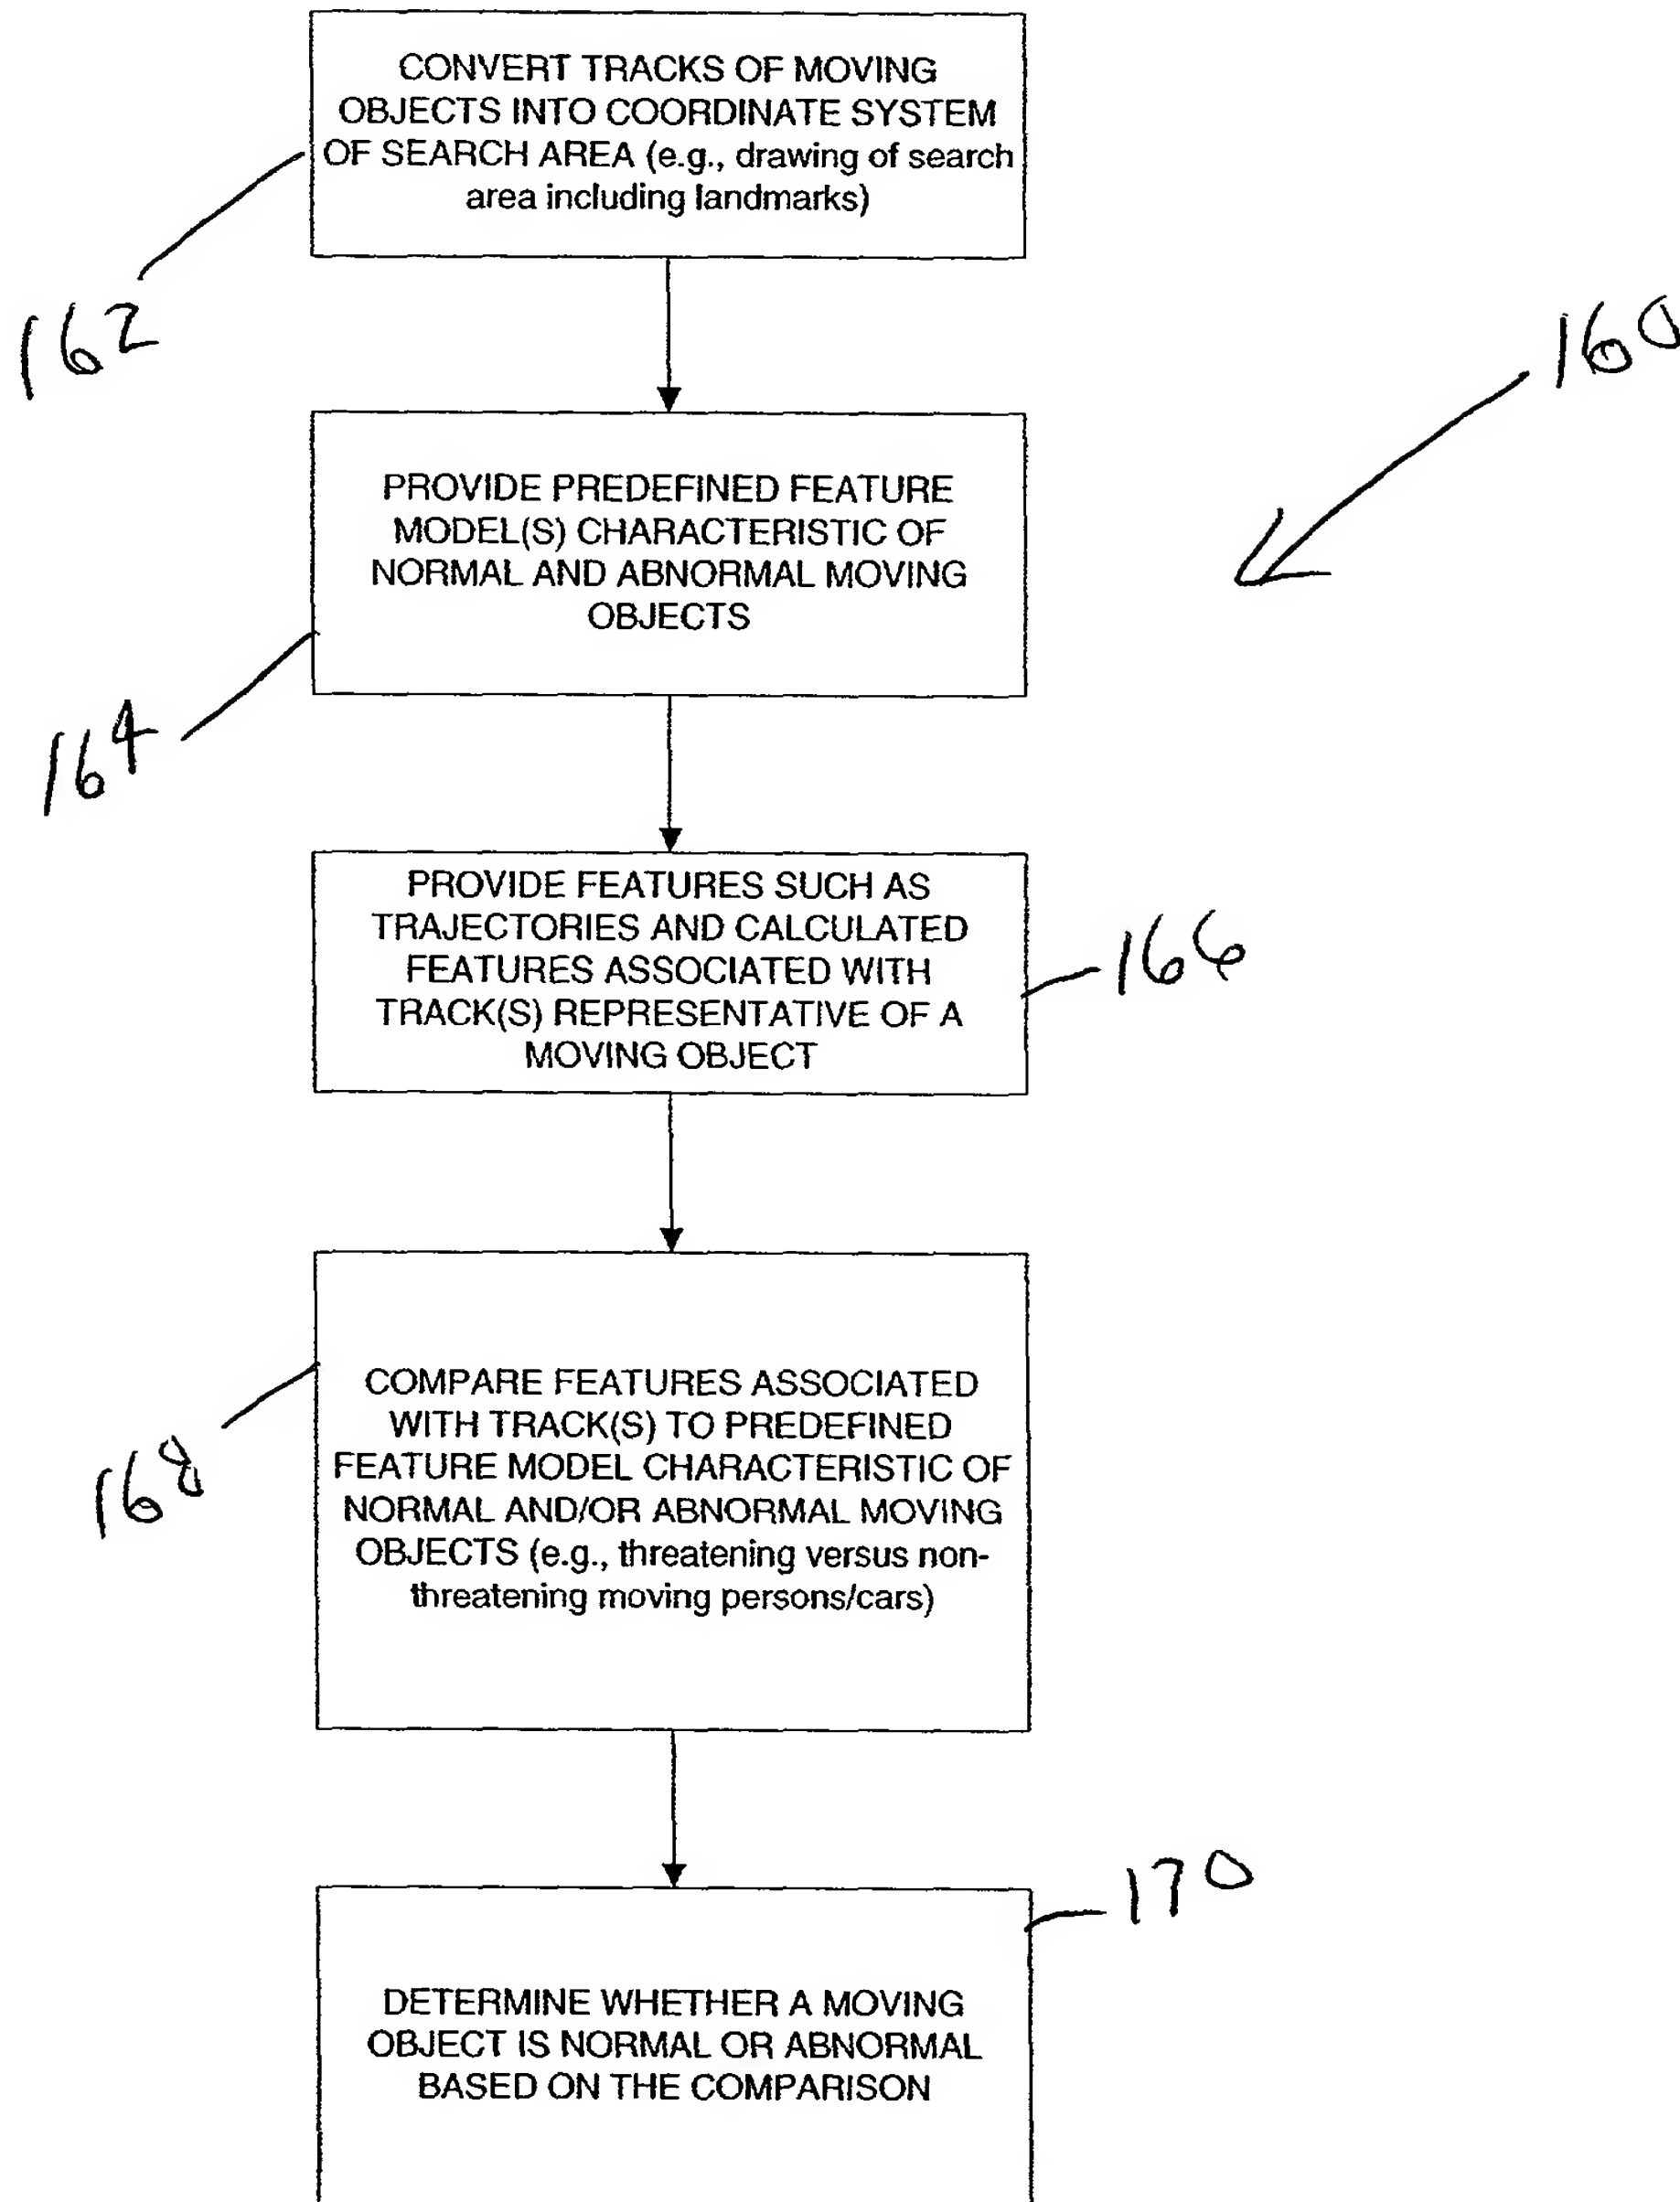 CONVERT TRACKS OF MOVING
OBJECTS INTO COORDINATE SYSTEM
OF SEARCH AREA (e.g., drawing of search
area including landmarks)
162
160
PROVIDE PREDEFINED FEATURE
MODEL(S) CHARACTERISTIC OF
NORMAL AND ABNORMAL MOVING
OBJECTS
164
PROVIDE FEATURES SUCH AS
TRAJECTORIES AND CALCULATED
FEATURES ASSOCIATED WITH
TRACK(S) REPRESENTATIVE OF A
MOVING OBJECT
166
COMPARE FEATURES ASSOCIATED
WITH TRACK(S) TO PREDEFINED
FEATURE MODEL CHARACTERISTIC OF
NORMAL AND/OR ABNORMAL MOVING
OBJECTS (e.g., threatening versus non-
threatening moving persons/cars)
168
170
DETERMINE WHETHER A MOVING
OBJECT IS NORMAL OR ABNORMAL
BASED ON THE COMPARISON